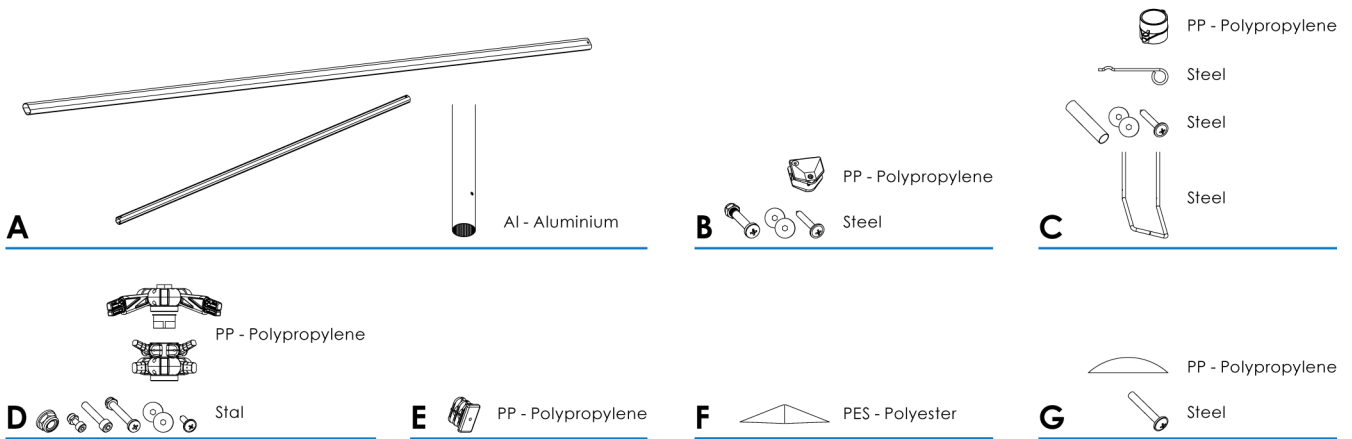 A
Al - Aluminium
B
PP - Polypropylene
Steel
C
PP - Polypropylene
Steel
Steel
Steel
D
PP - Polypropylene
Stal
E
PP - Polypropylene
F
PES - Polyester
G
PP - Polypropylene
Steel